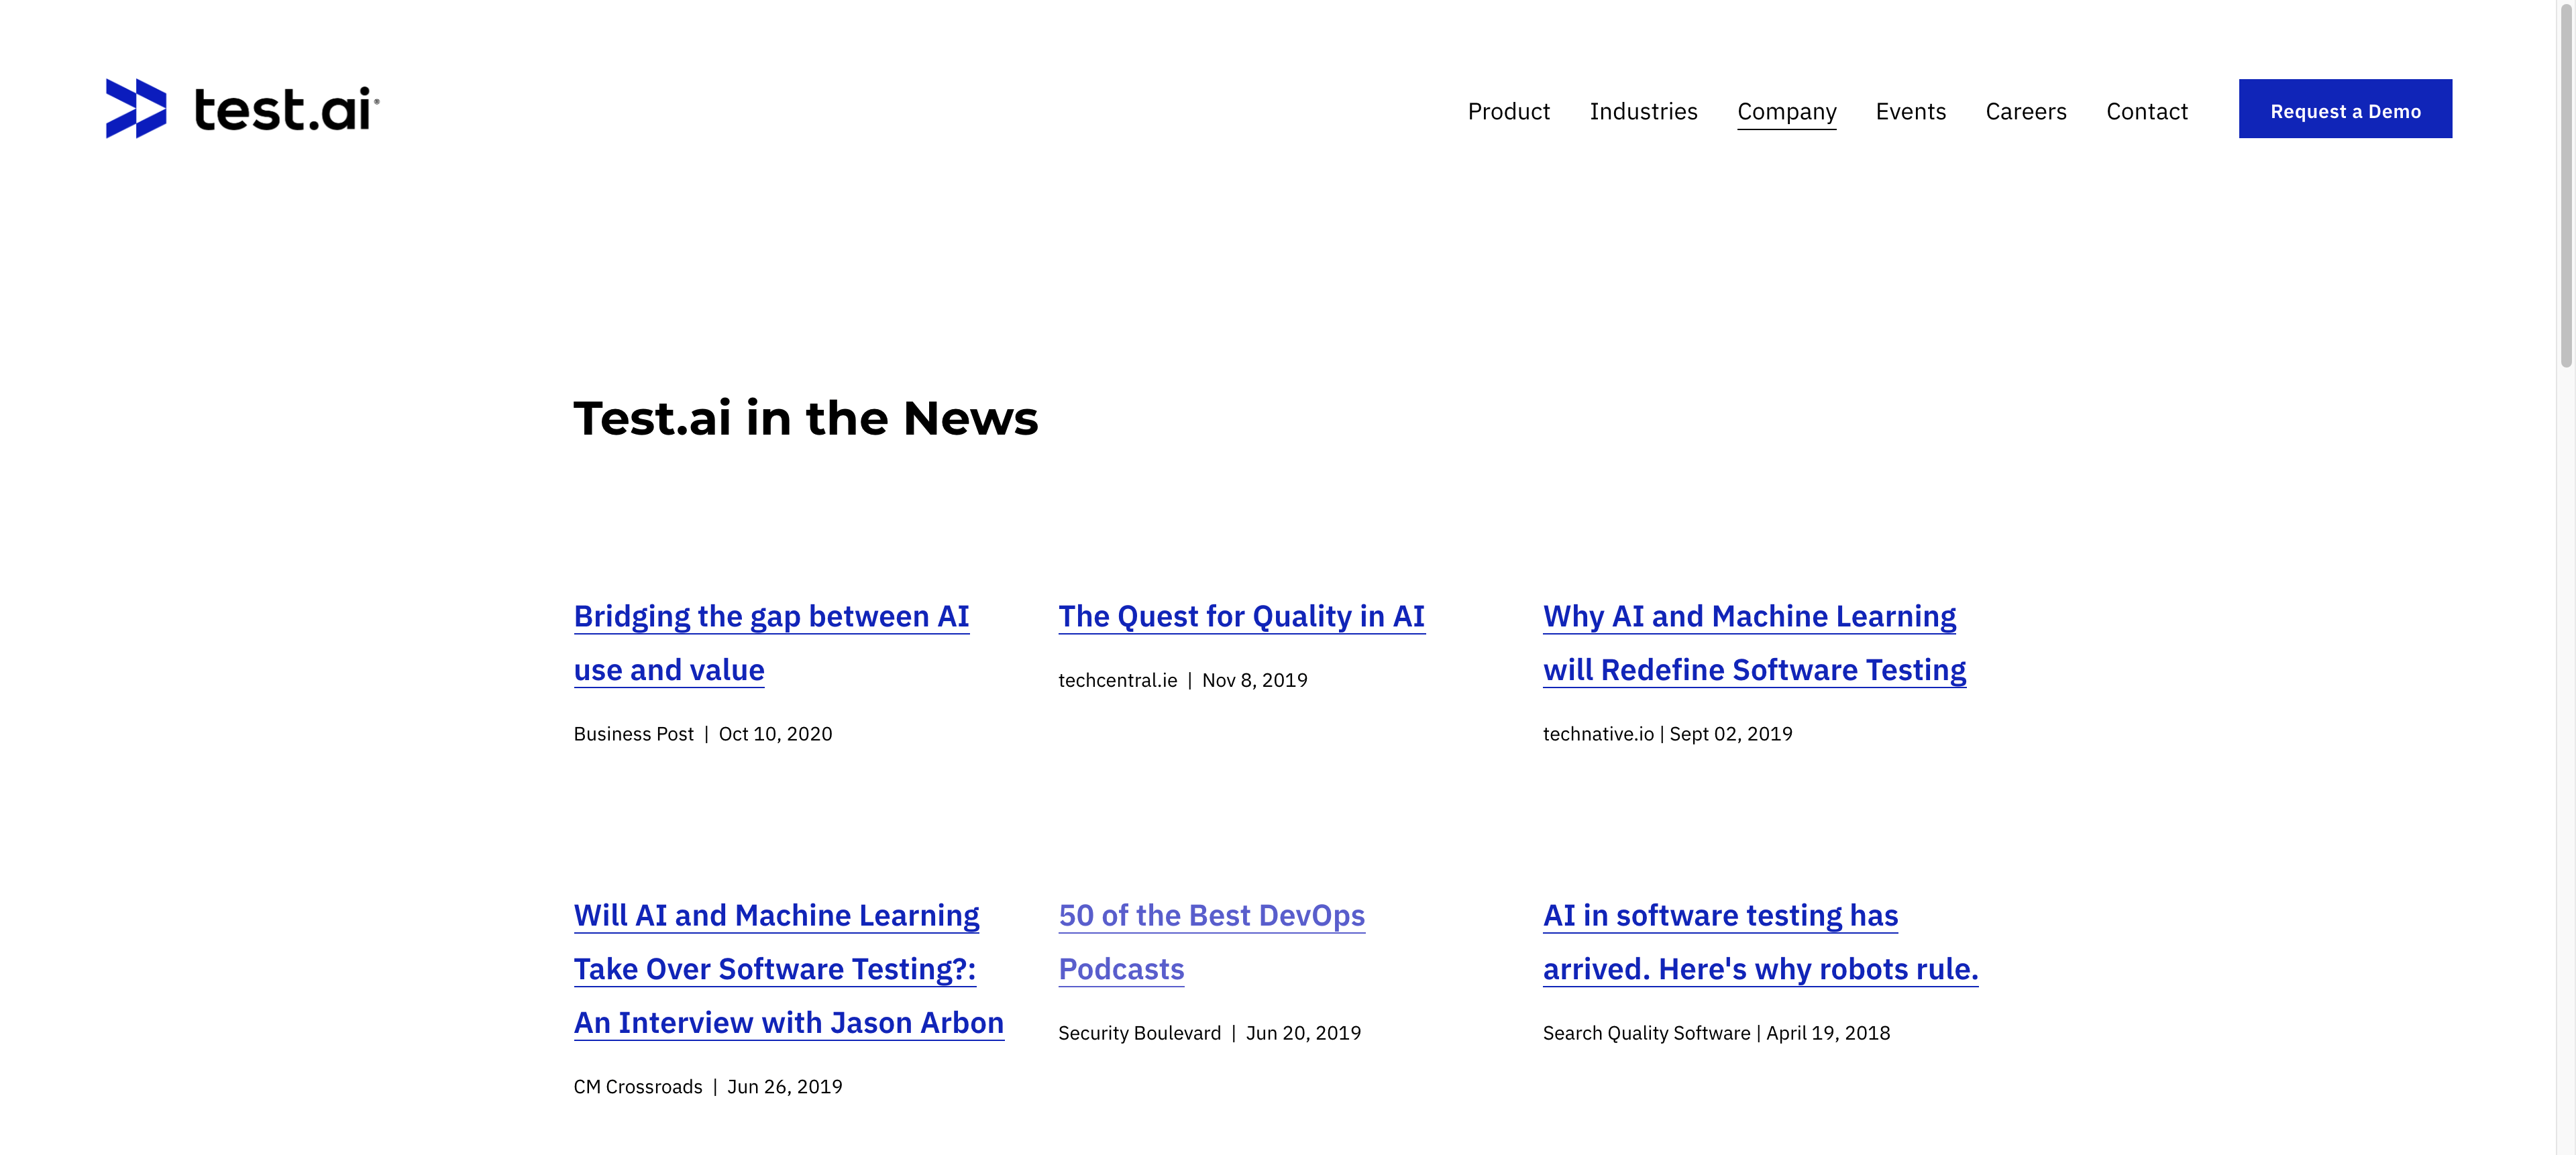 test.ai®
Product Industries Company Events Careers Contact Request a Demo
Test.ai in the News
Bridging the gap between AI
use and value
Business Post | Oct 10, 2020
The Quest for Quality in AI
techcentral.ie | Nov 8, 2019
Why AI and Machine Learning
will Redefine Software Testing
technative.io | Sept 02, 2019
Will AI and Machine Learning
Take Over Software Testing?:
An Interview with Jason Arbon
CM Crossroads | Jun 26, 2019
50 of the Best DevOps
Podcasts
Security Boulevard | Jun 20, 2019
AI in software testing has
arrived. Here's why robots rule.
Search Quality Software | April 19, 2018